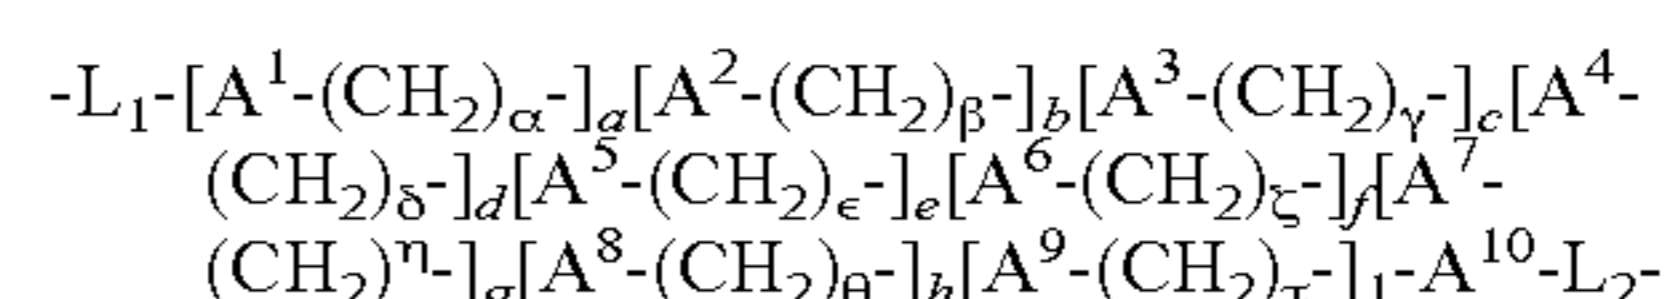 -L₁-[A¹-(CH₂)α-]a[A²-(CH₂)β-]b[A³-(CH₂)γ-]c[A⁴-
(CH₂)δ-]d[A⁵-(CH₂)ϵ-]e[A⁶-(CH₂)ζ-]f[A⁷-
(CH₂)η-]g[A⁸-(CH₂)θ-]h[A⁹-(CH₂)τ-]1-A¹⁰-L₂-